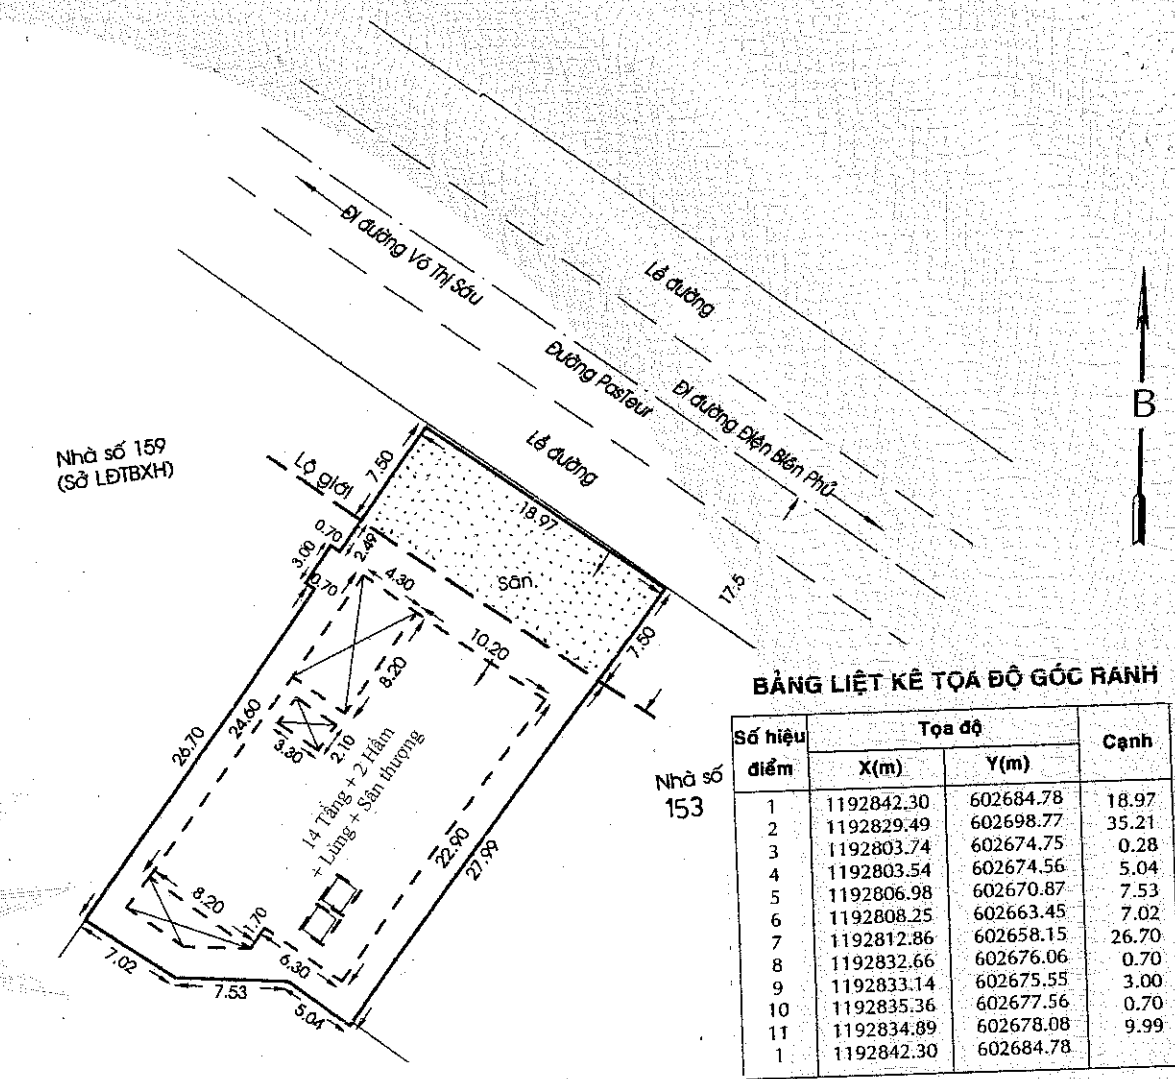 Đi đường Võ Thị Sáu
Lề đường
Đường PasTeur
Đi đường Điện Biên Phủ
Lề đường
B
Nhà số 159
(Sở LĐTBXH)
Lộ giới
7.50
18.97
0.70
2.49
3.00
0.70
4.30
Sân.
17.5
10.20
7.50
8.20
24.60
26.70
3.30
2.10
14 Tầng + 2 Hầm
+ Lửng + Sân thượng
22.90
27.99
Nhà số
153
8.20
1.70
6.30
7.02
7.53
5.04
BẢNG LIỆT KÊ TỌA ĐỘ GÓC RANH
Số hiệu điểm Tọa độ Cạnh
X(m) Y(m)
1 1192842.30 602684.78 18.97
2 1192829.49 602698.77 35.21
3 1192803.74 602674.75 0.28
4 1192803.54 602674.56 5.04
5 1192806.98 602670.87 7.53
6 1192808.25 602663.45 7.02
7 1192812.86 602658.15 26.70
8 1192832.66 602676.06 0.70
9 1192833.14 602675.55 3.00
10 1192835.36 602677.56 0.70
11 1192834.89 602678.08 9.99
1 1192842.30 602684.78